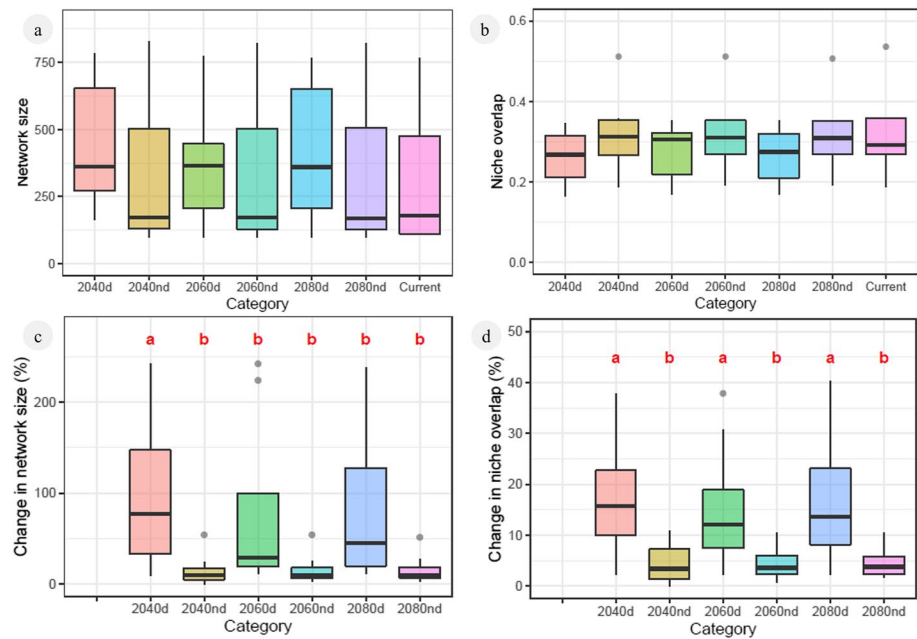 a
Network size
750
500
250
0
2040d 2040nd 2060d 2060nd 2080d 2080nd Current
Category
b
Niche overlap
0.6
0.4
0.2
0.0
2040d 2040nd 2060d 2060nd 2080d 2080nd Current
Category
c
Change in network size (%)
200
100
0
a b b b b b
2040d 2040nd 2060d 2060nd 2080d 2080nd
Category
d
Change in niche overlap (%)
50
40
30
20
10
0
a b a b a b
2040d 2040nd 2060d 2060nd 2080d 2080nd
Category